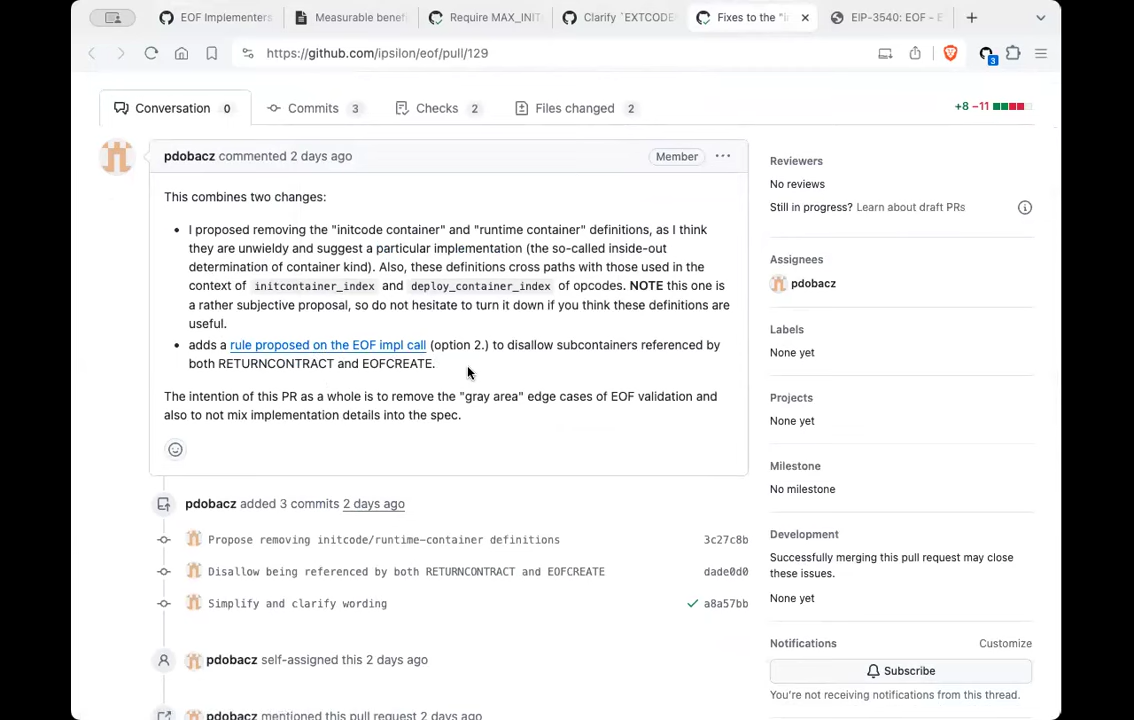 EOF Implementers
Measurable benef
Require MAX_INIT
Clarify `EXTCODE
Fixes to the "i
EIP-3540: EOF - E
https://github.com/ipsilon/eof/pull/129
3
Conversation 0
Commits 3
Checks 2
Files changed 2
+8 −11
pdobacz commented 2 days ago
Member
This combines two changes:
• I proposed removing the "initcode container" and "runtime container" definitions, as I think
they are unwieldy and suggest a particular implementation (the so-called inside-out
determination of container kind). Also, these definitions cross paths with those used in the
context of initcontainer_index and deploy_container_index of opcodes. NOTE this one is
a rather subjective proposal, so do not hesitate to turn it down if you think these definitions are
useful.
• adds a rule proposed on the EOF impl call (option 2.) to disallow subcontainers referenced by
both RETURNCONTRACT and EOFCREATE.
The intention of this PR as a whole is to remove the "gray area" edge cases of EOF validation and
also to not mix implementation details into the spec.
pdobacz added 3 commits 2 days ago
Propose removing initcode/runtime-container definitions 3c27c8b
Disallow being referenced by both RETURNCONTRACT and EOFCREATE dade0d0
Simplify and clarify wording a8a57bb
pdobacz self-assigned this 2 days ago
pdobacz mentioned this pull request 2 days ago
Reviewers
No reviews
Still in progress? Learn about draft PRs
Assignees
pdobacz
Labels
None yet
Projects
None yet
Milestone
No milestone
Development
Successfully merging this pull request may close
these issues.
None yet
Notifications Customize
Subscribe
You're not receiving notifications from this thread.